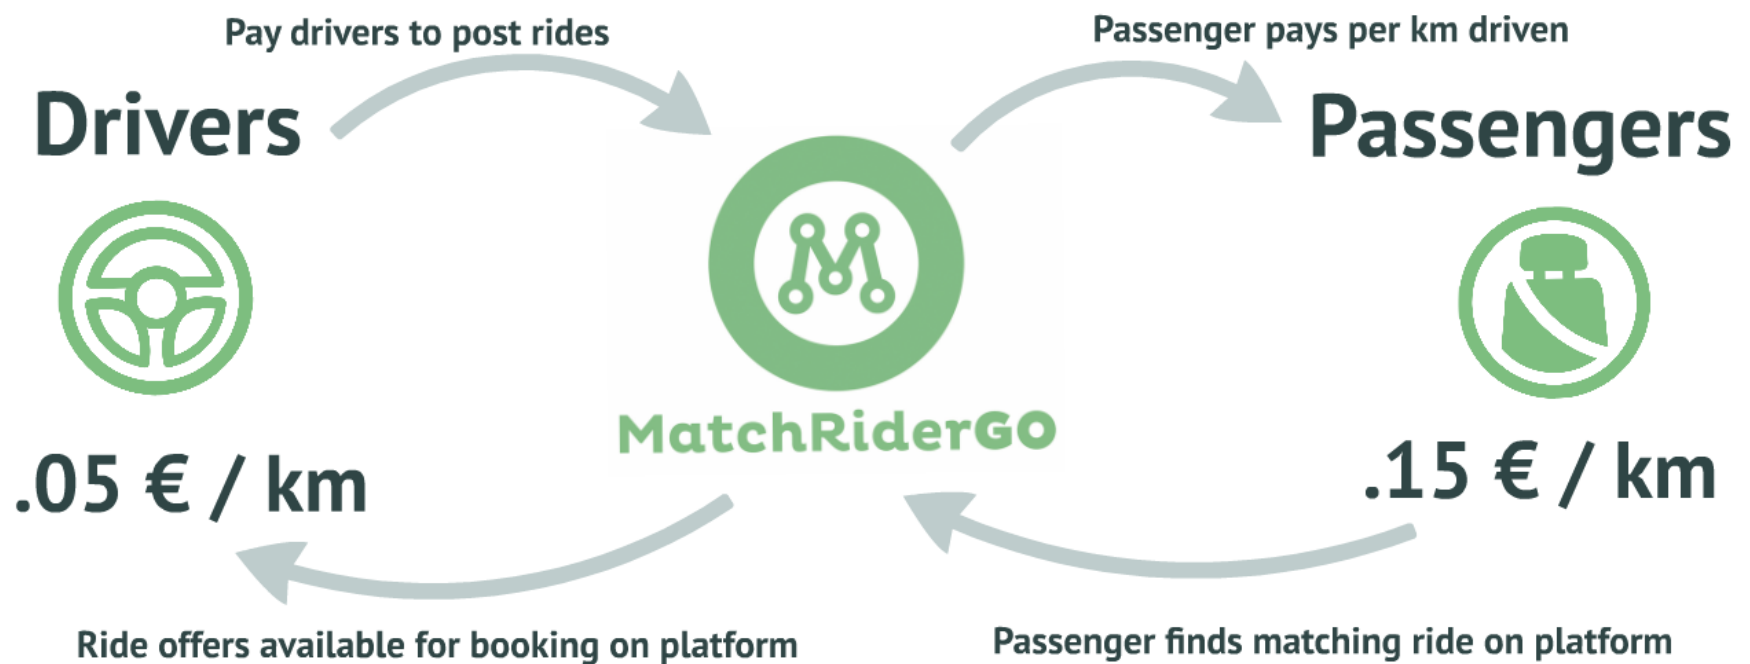 Pay drivers to post rides
Passenger pays per km driven
Drivers
Passengers
MatchRiderGO
.05 € / km
.15 € / km
Ride offers available for booking on platform
Passenger finds matching ride on platform